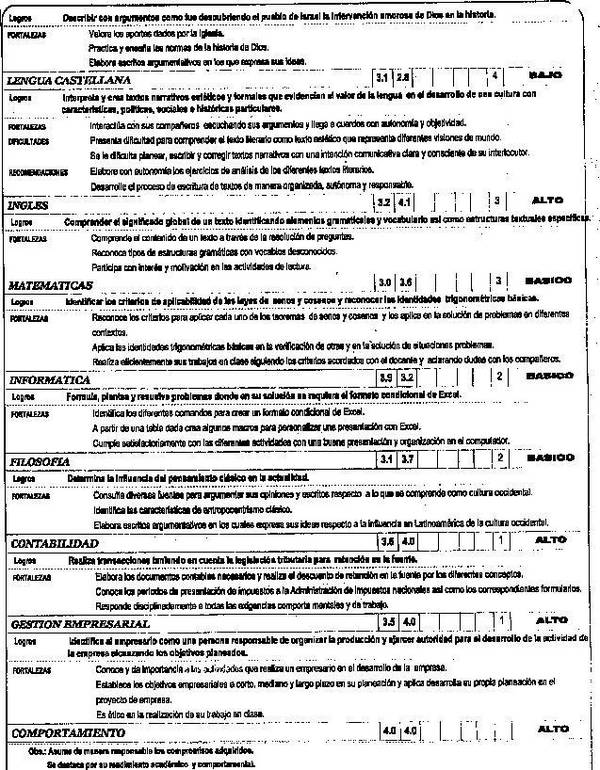 Logros Describir con argumentos como fue descubriendo el pueblo de Israel la intervención amorosa de Dios en la historia.
FORTALEZAS Valora los aportes dados por la Iglesia.
Practica y enseña las normas de la historia de Dios.
Elabora escritos argumentativos en los que expresa sus ideas.
LENGUA CASTELLANA 3.1 2.8 4 BAJO
Logros Interpreta y crea textos narrativos estéticos y formales que evidencian el valor de la lengua en el desarrollo de una cultura con
características, políticas, sociales e históricas particulares.
FORTALEZAS Interactúa con sus compañeros escuchando sus argumentos y llega a cuerdos con autonomía y objetividad.
DIFICULTADES Presenta dificultad para comprender el texto literario como texto estético que representa diferentes visiones de mundo.
Se le dificulta planear, escribir y corregir textos narrativos con una intención comunicativa clara y consciente de su interlocutor.
RECOMENDACIONES Elabore con autonomía los ejercicios de análisis de los diferentes textos literarios.
Desarrolle el proceso de escritura de textos de manera organizada, autónoma y responsable.
INGLES 3.2 4.1 3 ALTO
Logros Comprender el significado global de un texto identificando elementos gramaticales y vocabulario así como estructuras textuales específicas.
FORTALEZAS Comprende el contenido de un texto a través de la resolución de preguntas.
Reconoce tipos de estructuras gramáticas con vocablos desconocidos.
Participa con interés y motivación en las actividades de lectura.
MATEMATICAS 3.0 3.6 3 BASICO
Logros Identificar los criterios de aplicabilidad de las leyes de senos y cosenos y reconocer las identidades trigonométricas básicas.
FORTALEZAS Reconoce los criterios para aplicar cada uno de los teoremas de senos y cosenos y los aplica en la solución de problemas en diferentes
contextos.
Aplica las identidades trigonométricas básicas en la verificación de otras y en la solución de situaciones problemas.
Realiza eficientemente sus trabajos en clase siguiendo los criterios acordados con el docente y aclarando dudas con los compañeros.
INFORMATICA 3.9 3.2 2 BASICO
Logros Formula, plantea y resuelve problemas donde en su solución se requiera el formato condicional de Excel.
FORTALEZAS Identifica los diferentes comandos para crear un formato condicional de Excel.
A partir de una tabla dada crea algunos macros para personalizar una presentación con Excel.
Cumple satisfactoriamente con las diferentes actividades con una buena presentación y organización en el computador.
FILOSOFIA 3.1 3.7 2 BASICO
Logros Determina la influencia del pensamiento clásico en la actualidad.
FORTALEZAS Consulta diversas fuentes para argumentar sus opiniones y escritos respecto a lo que se comprende como cultura occidental.
Identifica las características de antropocentrismo clásico.
Elabora escritos argumentativos en los cuales expresa sus ideas respecto a la influencia en Latinoamérica de la cultura occidental.
CONTABILIDAD 3.6 4.0 1 ALTO
Logros Realiza transacciones teniendo en cuenta la legislación tributaria para retención en la fuente.
FORTALEZAS Elabora los documentos contables necesarios y realiza el descuento de retención en la fuente por los diferentes conceptos.
Conoce los periodos de presentación de impuestos a la Administración de Impuestos nacionales así como los correspondientes formularios.
Responde disciplinadamente a todas las exigencias comporta mentales y de trabajo.
GESTION EMPRESARIAL 3.5 4.0 1 ALTO
Logros Identifica al empresario como una persona responsable de organizar la producción y ejercer autoridad para el desarrollo de la actividad de
la empresa alcanzando los objetivos planeados.
FORTALEZAS Conoce y da importancia a las actividades que realiza un empresario en el desarrollo de la empresa.
Establece los objetivos empresariales a corto, mediano y largo plazo en su planeación y aplica desarrolla su propia planeación en el
proyecto de empresa.
Es ético en la realización de su trabajo en clase.
COMPORTAMIENTO 4.0 4.0 ALTO
Obs.: Asume de manera responsable los compromisos adquiridos.
Se destaca por su rendimiento académico y comportamental.